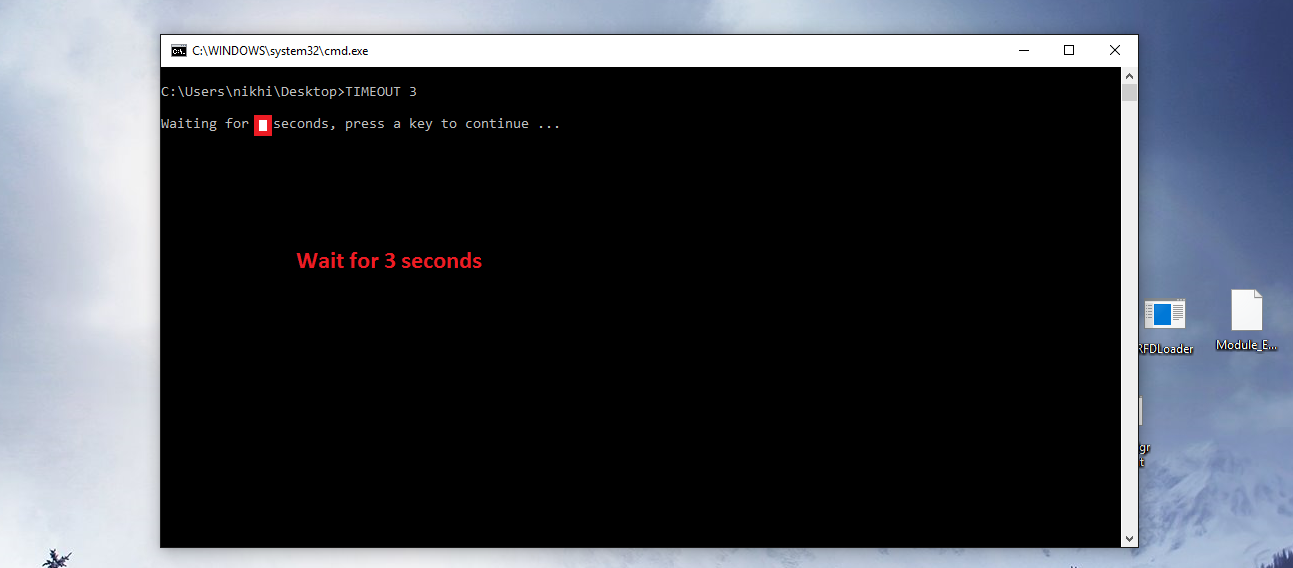 C:\WINDOWS\system32\cmd.exe
C:\Users\nikhi\Desktop>TIMEOUT 3
Waiting for seconds, press a key to continue ...
Wait for 3 seconds
RFDLoader
Module_E...
gr
t